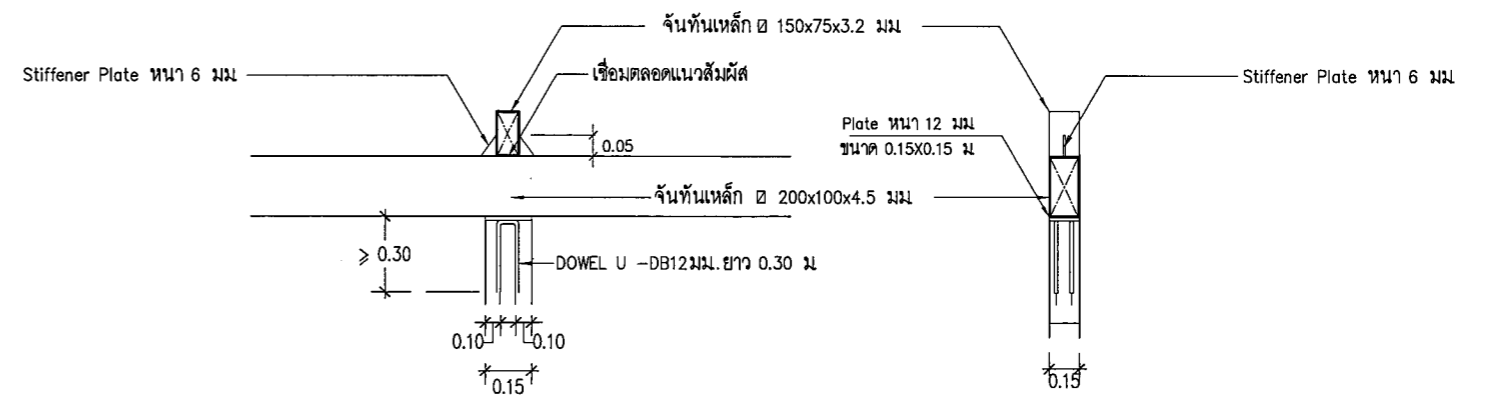 จันทันเหล็ก 150x75x3.2 มม.
Stiffener Plate หนา 6 มม.
เชื่อมตลอดแนวสัมผัส
Stiffener Plate หนา 6 มม.
Plate หนา 12 มม.
ขนาด 0.15X0.15 ม.
0.05
จันทันเหล็ก 200x100x4.5 มม.
≥ 0.30
DOWEL U -DB12มม.ยาว 0.30 ม.
0.10 0.10
0.15
0.15